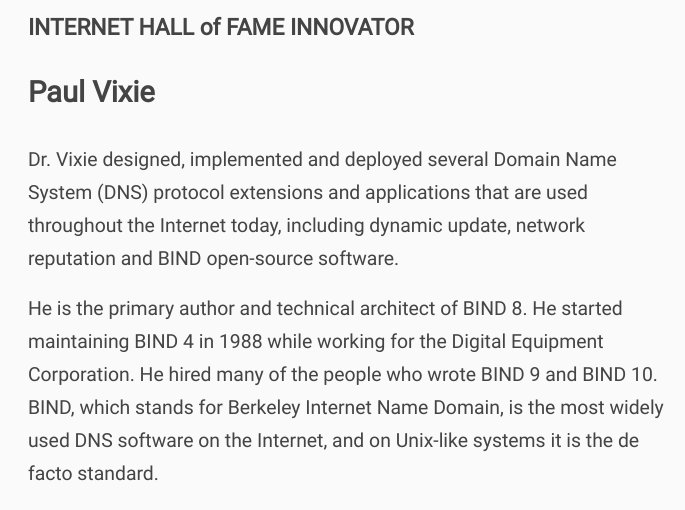 INTERNET HALL of FAME INNOVATOR
Paul Vixie
Dr. Vixie designed, implemented and deployed several Domain Name
System (DNS) protocol extensions and applications that are used
throughout the Internet today, including dynamic update, network
reputation and BIND open-source software.
He is the primary author and technical architect of BIND 8. He started
maintaining BIND 4 in 1988 while working for the Digital Equipment
Corporation. He hired many of the people who wrote BIND 9 and BIND 10.
BIND, which stands for Berkeley Internet Name Domain, is the most widely
used DNS software on the Internet, and on Unix-like systems it is the de
facto standard.